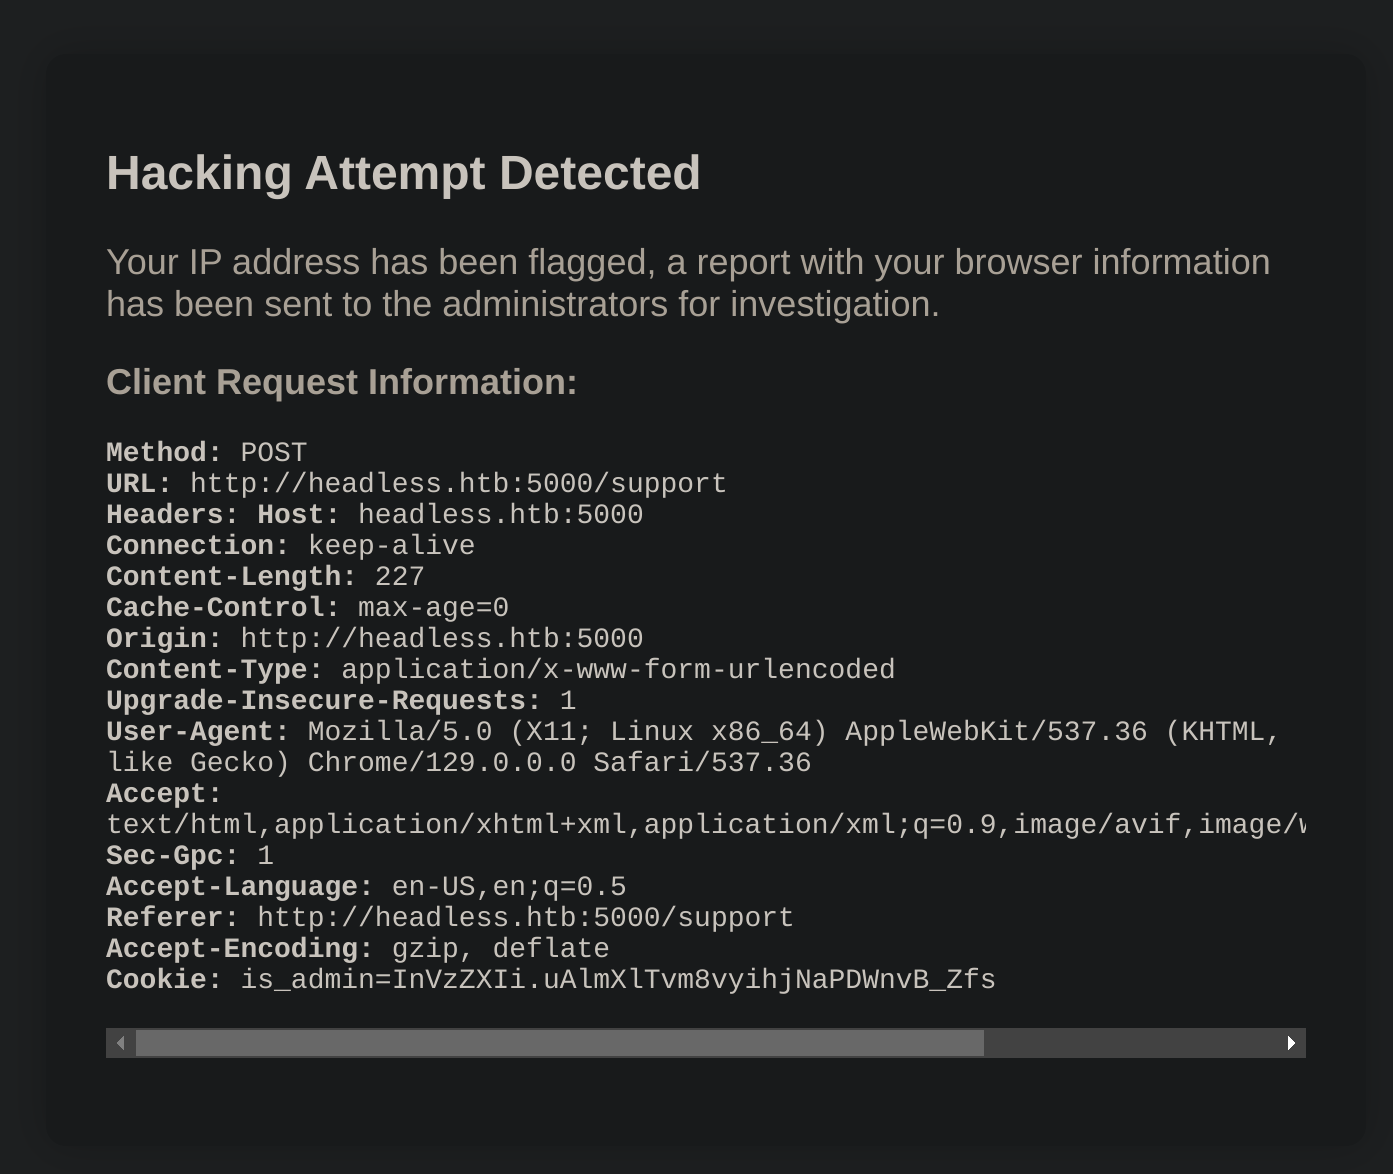 Hacking Attempt Detected
Your IP address has been flagged, a report with your browser information
has been sent to the administrators for investigation.
Client Request Information:
Method: POST
URL: http://headless.htb:5000/support
Headers: Host: headless.htb:5000
Connection: keep-alive
Content-Length: 227
Cache-Control: max-age=0
Origin: http://headless.htb:5000
Content-Type: application/x-www-form-urlencoded
Upgrade-Insecure-Requests: 1
User-Agent: Mozilla/5.0 (X11; Linux x86_64) AppleWebKit/537.36 (KHTML,
like Gecko) Chrome/129.0.0.0 Safari/537.36
Accept:
text/html,application/xhtml+xml,application/xml;q=0.9,image/avif,image/w
Sec-Gpc: 1
Accept-Language: en-US,en;q=0.5
Referer: http://headless.htb:5000/support
Accept-Encoding: gzip, deflate
Cookie: is_admin=InVzZXIi.uAlmXlTvm8vyihjNaPDWnvB_Zfs